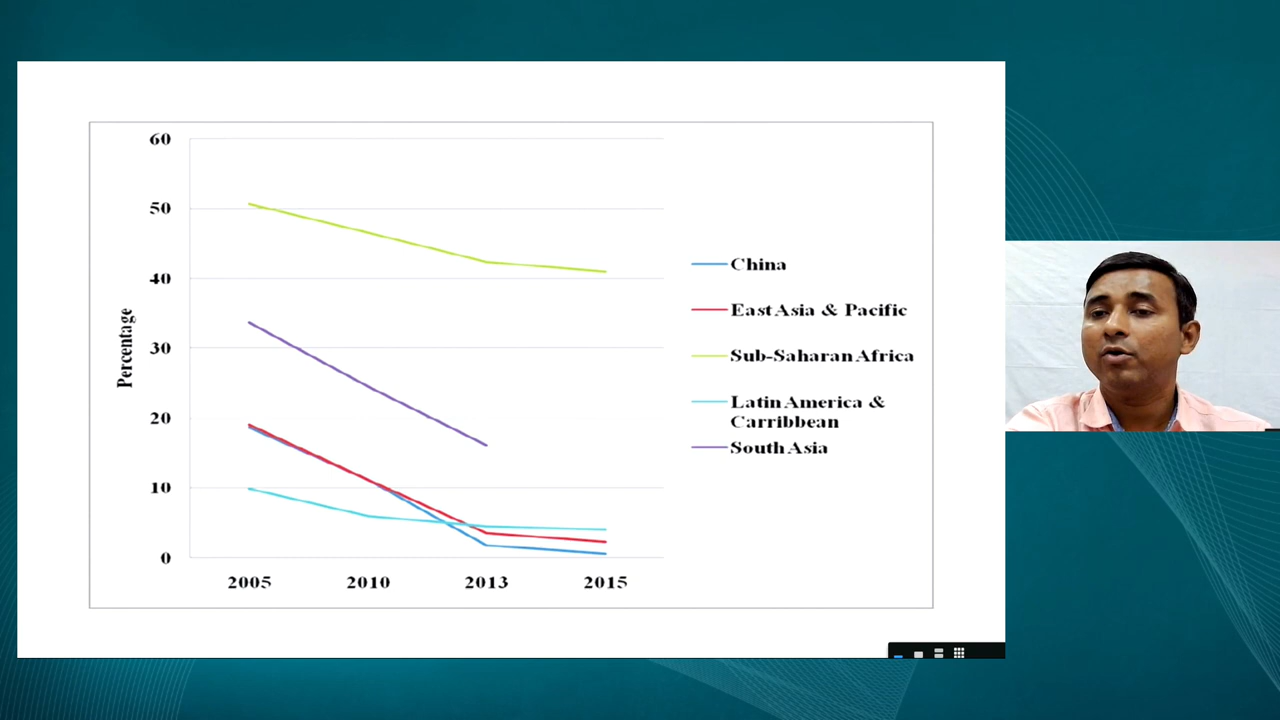 60
50
40
30
20
10
0
Percentage
2005 2010 2013 2015
China
East Asia & Pacific
Sub-Saharan Africa
Latin America &
Carribbean
South Asia